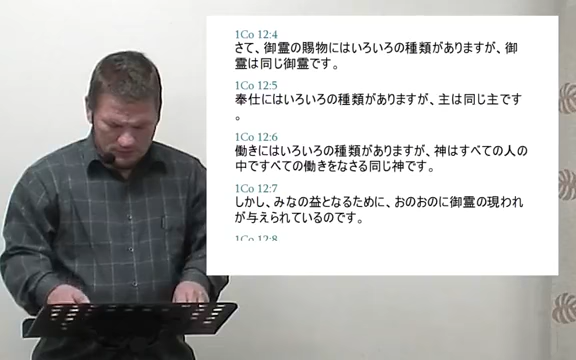 1Co 12:4
さて、御霊の賜物にはいろいろの種類がありますが、御
霊は同じ御霊です。
1Co 12:5
奉仕にはいろいろの種類がありますが、主は同じ主です
。
1Co 12:6
働きにはいろいろの種類がありますが、神はすべての人の
中ですべての働きをなさる同じ神です。
1Co 12:7
しかし、みなの益となるために、おのおのに御霊の現われ
が与えられているのです。
1Co 12:8